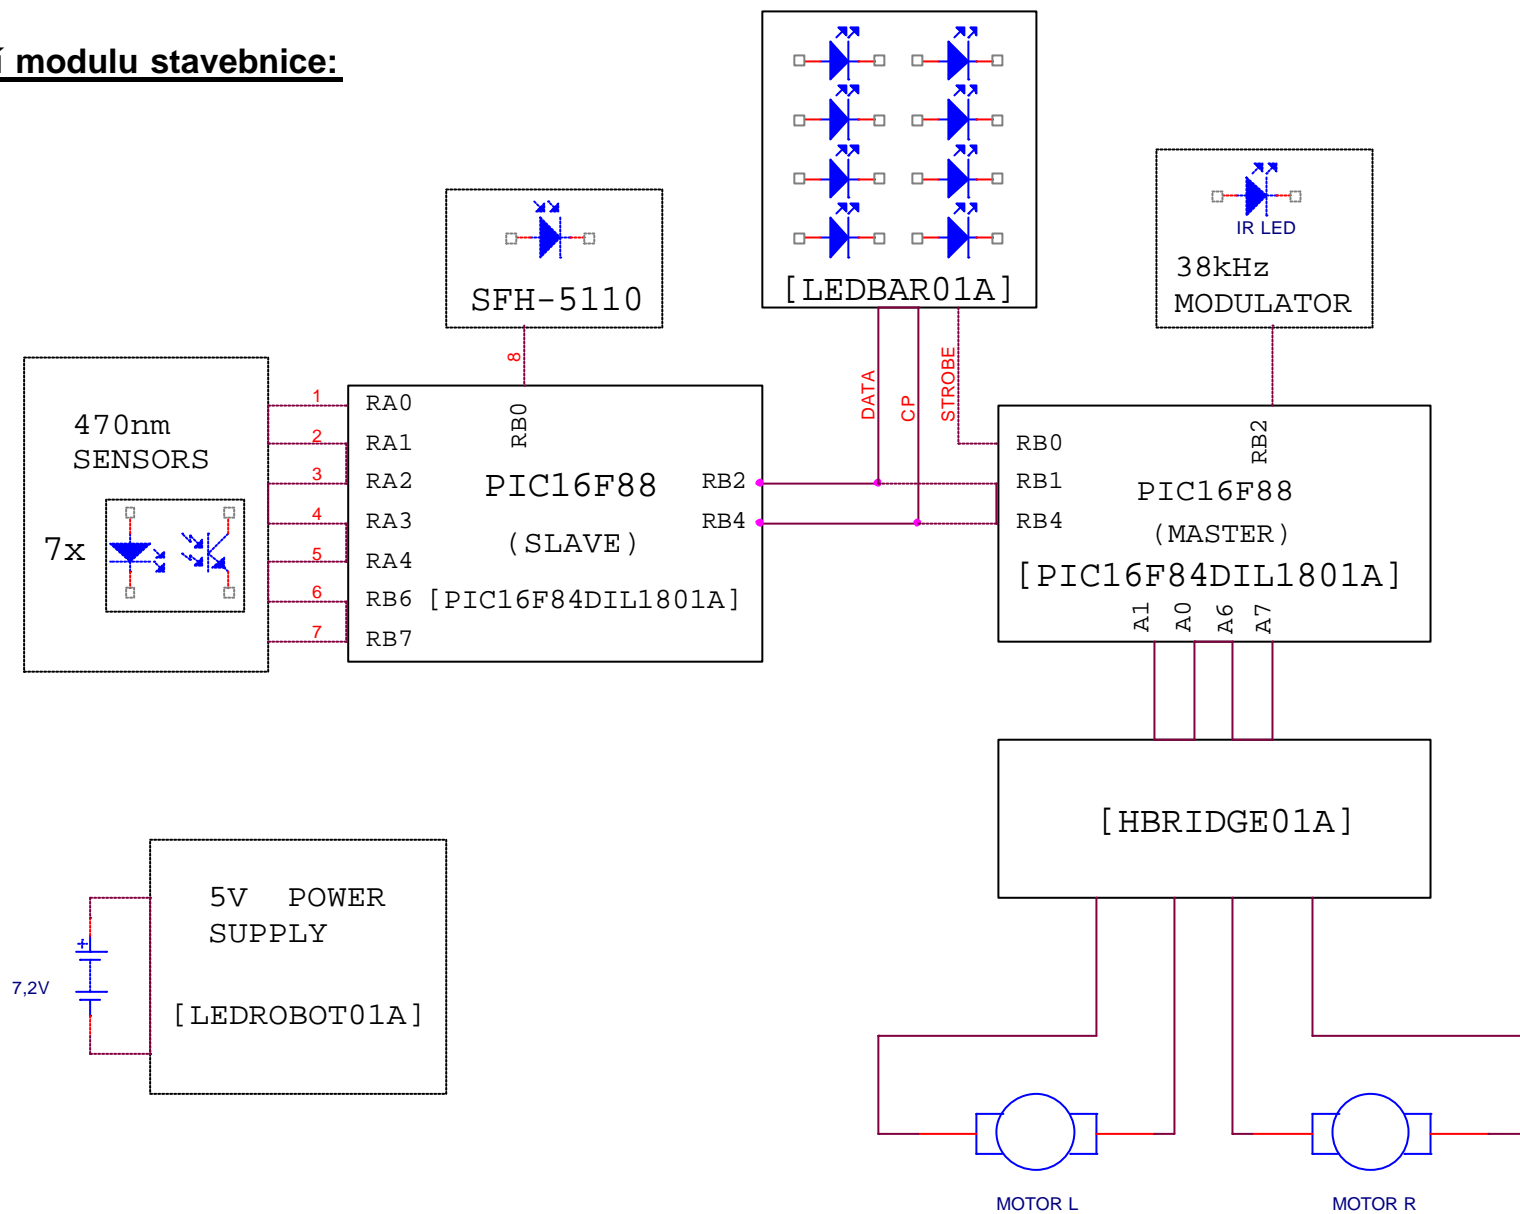 í modulu stavebnice:
[LEDBAR01A]
IR LED
38kHz
MODULATOR
SFH-5110
8
DATA
CP
STROBE
470nm
SENSORS
7x
1
2
3
4
5
6
7
RA0
RA1
RA2
RA3
RA4
RB6
RB7
RB0
PIC16F88
(SLAVE)
[PIC16F84DIL1801A]
RB2
RB4
RB0
RB1
RB4
RB2
PIC16F88
(MASTER)
[PIC16F84DIL1801A]
A1
A0
A6
A7
[HBRIDGE01A]
5V POWER
SUPPLY
[LEDROBOT01A]
+
7,2V
MOTOR L
MOTOR R